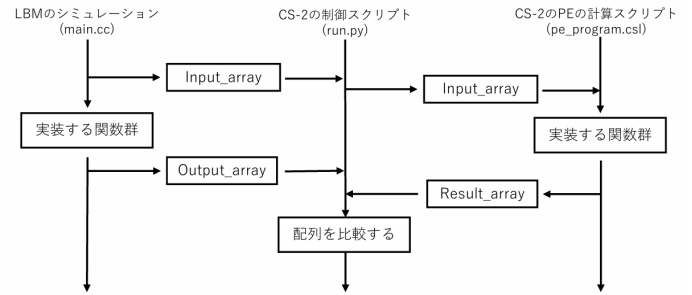 LBMのシミュレーション
(main.cc)
CS-2の制御スクリプト
(run.py)
CS-2のPEの計算スクリプト
(pe_program.csl)
Input_array
Input_array
実装する関数群
実装する関数群
Output_array
Result_array
配列を比較する